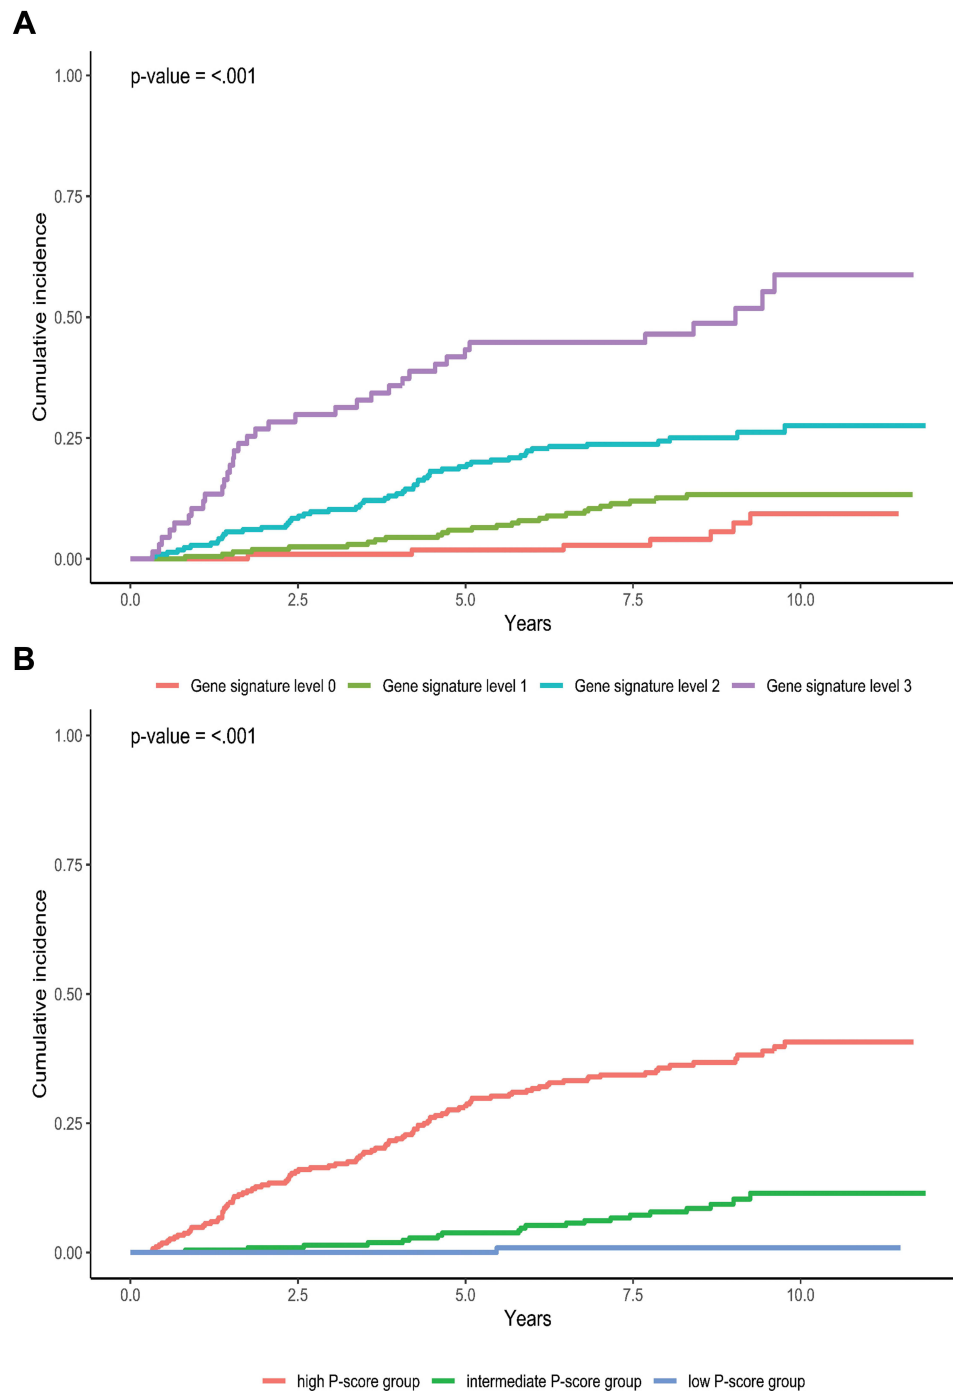 A
p-value = <.001
1.00
0.75
0.50
0.25
0.00
Cumulative incidence
0.0 2.5 5.0 7.5 10.0
Years
B
Gene signature level 0 Gene signature level 1 Gene signature level 2 Gene signature level 3
p-value = <.001
1.00
0.75
0.50
0.25
0.00
Cumulative incidence
0.0 2.5 5.0 7.5 10.0
Years
high P-score group intermediate P-score group low P-score group